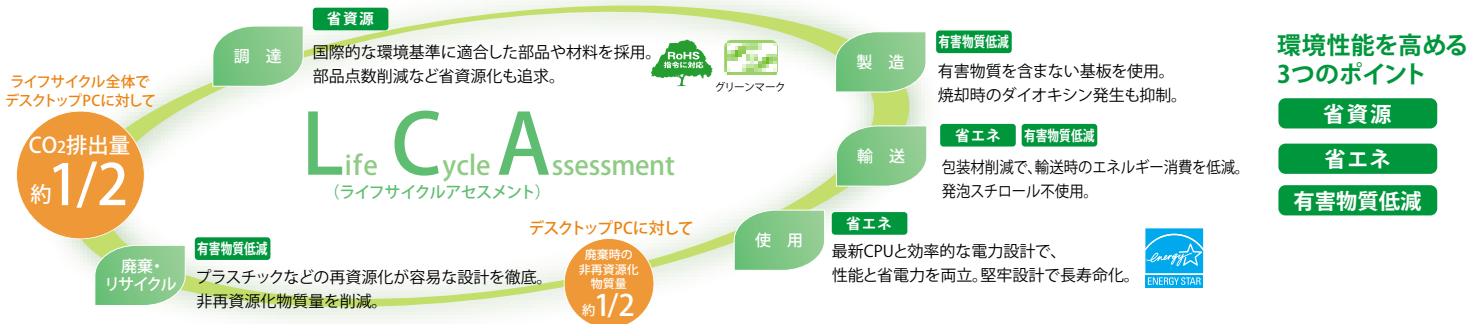 省資源
調 達
国際的な環境基準に適合した部品や材料を採用。
部品点数削減など省資源化も追求。
RoHS
指令に対応
グリーンマーク
有害物質低減
製 造
有害物質を含まない基板を使用。
焼却時のダイオキシン発生も抑制。
環境性能を高める
3つのポイント
省資源
省エネ
有害物質低減
ライフサイクル全体で
デスクトップPCに対して
CO2排出量
約1/2
Life Cycle Assessment
(ライフサイクルアセスメント)
省エネ 有害物質低減
輸 送
包装材削減で、輸送時のエネルギー消費を低減。
発泡スチロール不使用。
省エネ
使 用
最新CPUと効率的な電力設計で、
性能と省電力を両立。堅牢設計で長寿命化。
energy
ENERGY STAR
デスクトップPCに対して
廃棄時の
非再資源化
物質量
約1/2
有害物質低減
廃棄・
リサイクル
プラスチックなどの再資源化が容易な設計を徹底。
非再資源化物質量を削減。